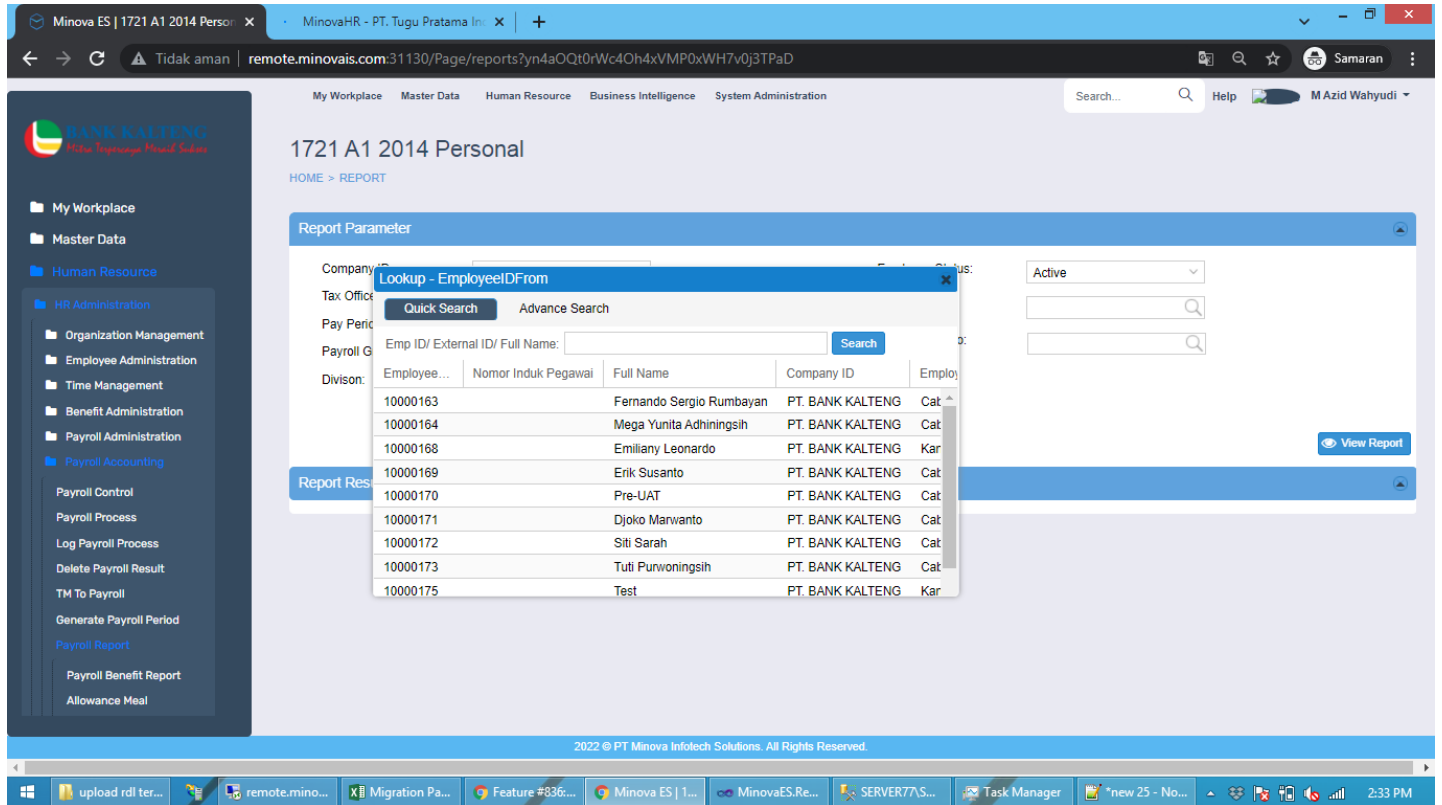 Minova ES | 1721 A1 2014 Person
MinovaHR - PT. Tugu Pratama In
Tidak aman | remote.minovais.com:31130/Page/reports?yn4aOQt0rWc4Oh4xVMP0xWH7v0j3TPaD
Samaran
My Workplace Master Data Human Resource Business Intelligence System Administration
Search...
Help
M Azid Wahyudi
BANK KALTENG
Mitra Terpercaya Meraih Sukses
1721 A1 2014 Personal
HOME > REPORT
My Workplace
Master Data
Human Resource
HR Administration
Organization Management
Employee Administration
Time Management
Benefit Administration
Payroll Administration
Payroll Accounting
Payroll Control
Payroll Process
Log Payroll Process
Delete Payroll Result
TM To Payroll
Generate Payroll Period
Payroll Report
Payroll Benefit Report
Allowance Meal
Report Parameter
Company
Tax Office
Pay Perio
Payroll G
Divison:
us:
Active
o:
View Report
Report Res
Lookup - EmployeeIDFrom
Quick Search Advance Search
Emp ID/ External ID/ Full Name:
Search
Employee... Nomor Induk Pegawai Full Name Company ID Employ
10000163 Fernando Sergio Rumbayan PT. BANK KALTENG Cab
10000164 Mega Yunita Adhiningsih PT. BANK KALTENG Cab
10000168 Emiliany Leonardo PT. BANK KALTENG Kar
10000169 Erik Susanto PT. BANK KALTENG Cab
10000170 Pre-UAT PT. BANK KALTENG Cab
10000171 Djoko Marwanto PT. BANK KALTENG Cab
10000172 Siti Sarah PT. BANK KALTENG Cab
10000173 Tuti Purwoningsih PT. BANK KALTENG Cab
10000175 Test PT. BANK KALTENG Kar
2022 © PT Minova Infotech Solutions. All Rights Reserved.
upload rdl ter...
remote.mino...
Migration Pa...
Feature #836:...
Minova ES | 1...
MinovaES.Re...
SERVER77\S...
Task Manager
*new 25 - No...
2:33 PM